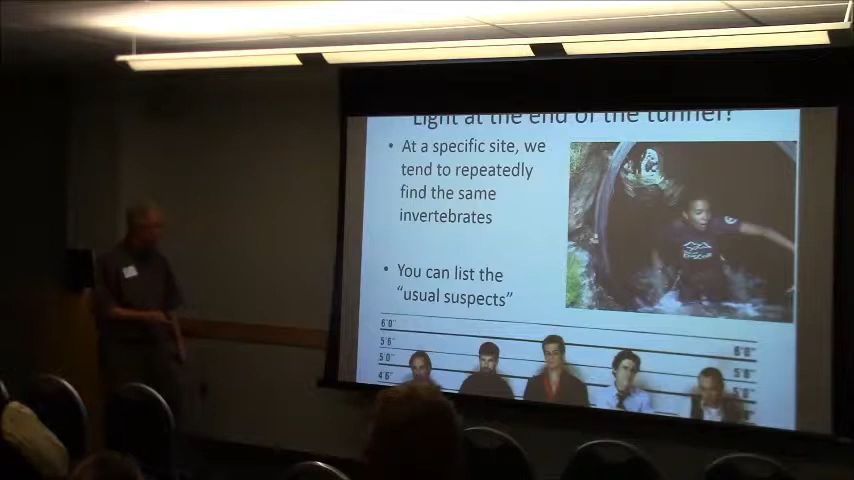 Light at the end of the tunnel?
• At a specific site, we
tend to repeatedly
find the same
invertebrates
• You can list the
"usual suspects"
6'0"
5'6"
5'0"
4'6"
6'0"
5'6"
5'0"